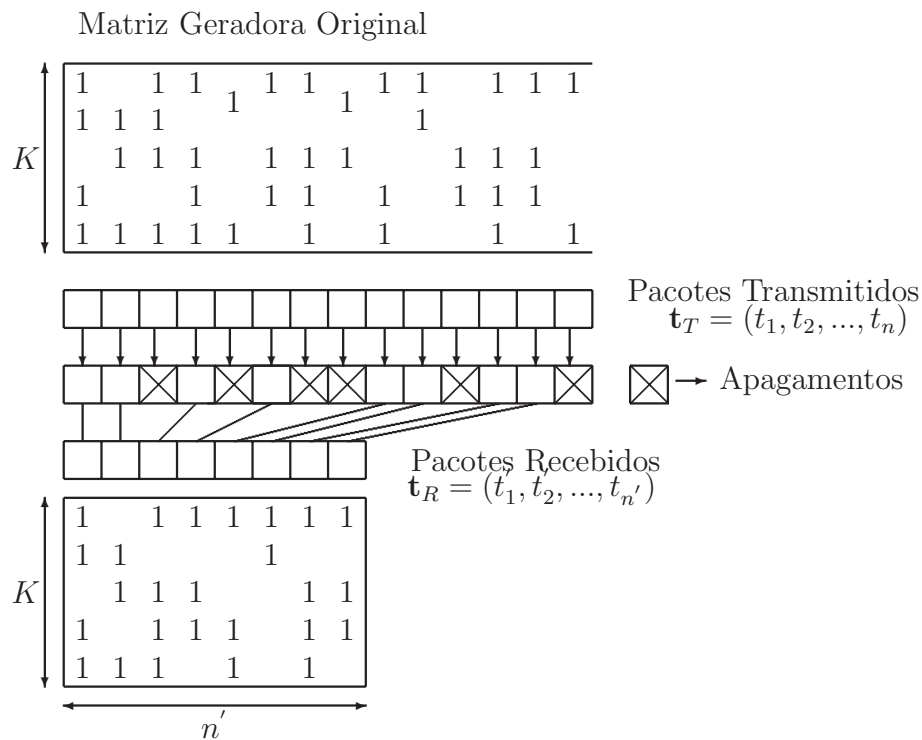 Matriz Geradora Original
1 1 1 1 1 1 1 1 1 1
1 1
1 1 1 1
K
1 1 1 1 1 1 1 1 1
1 1 1 1 1 1 1 1
1 1 1 1 1 1 1 1 1
Pacotes Transmitidos
t_T = (t_1, t_2, ..., t_n)
Apagamentos
Pacotes Recebidos
t_R = (t'_1, t'_2, ..., t_{n'})
1 1 1 1 1 1 1
1 1 1
K
1 1 1 1 1
1 1 1 1 1 1
1 1 1 1 1
n'